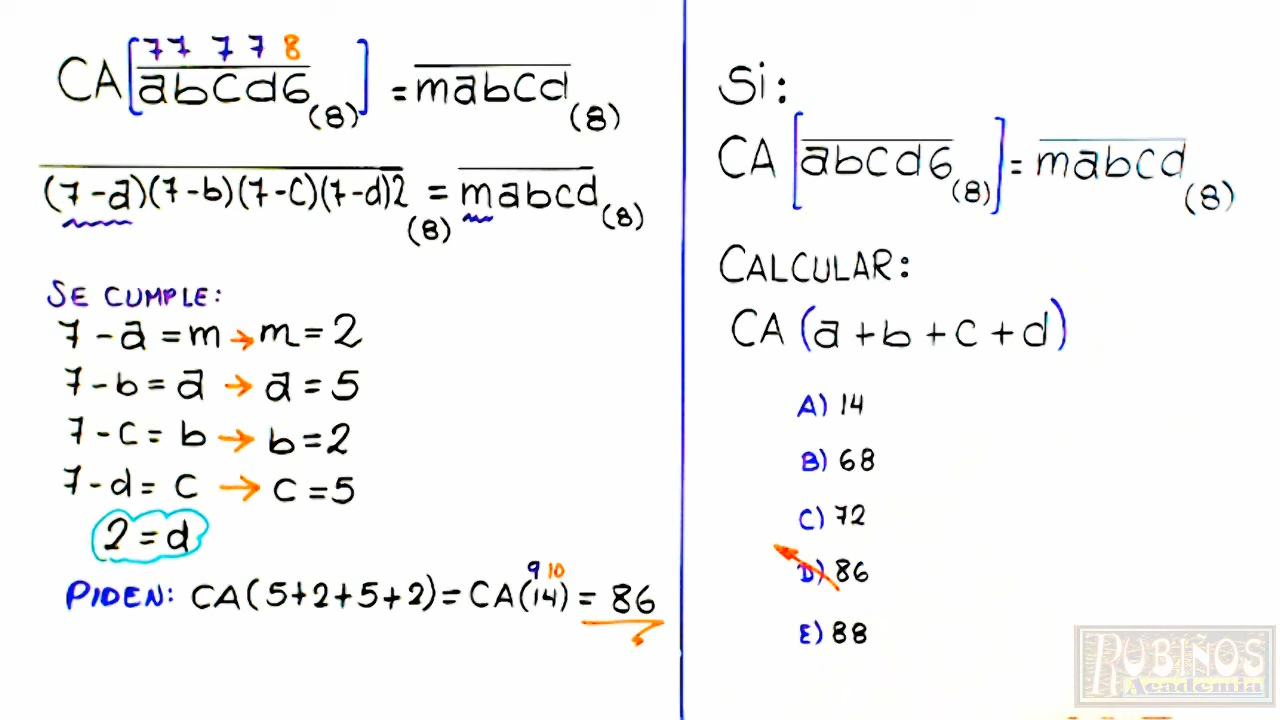 77 77 8
CA[abcd6(8)] = mabcd(8)
(7-a)(7-b)(7-c)(7-d)2(8) = mabcd(8)
SE CUMPLE:
7-a=m→m=2
7-b=a→a=5
7-c=b→b=2
7-d=c→c=5
2=d
9 10
PIDEN: CA(5+2+5+2)=CA(14)=86
Si:
CA[abcd6(8)]=mabcd(8)
CALCULAR:
CA(a+b+c+d)
A) 14
B) 68
C) 72
D) 86
E) 88
RUBIÑOS
Academia